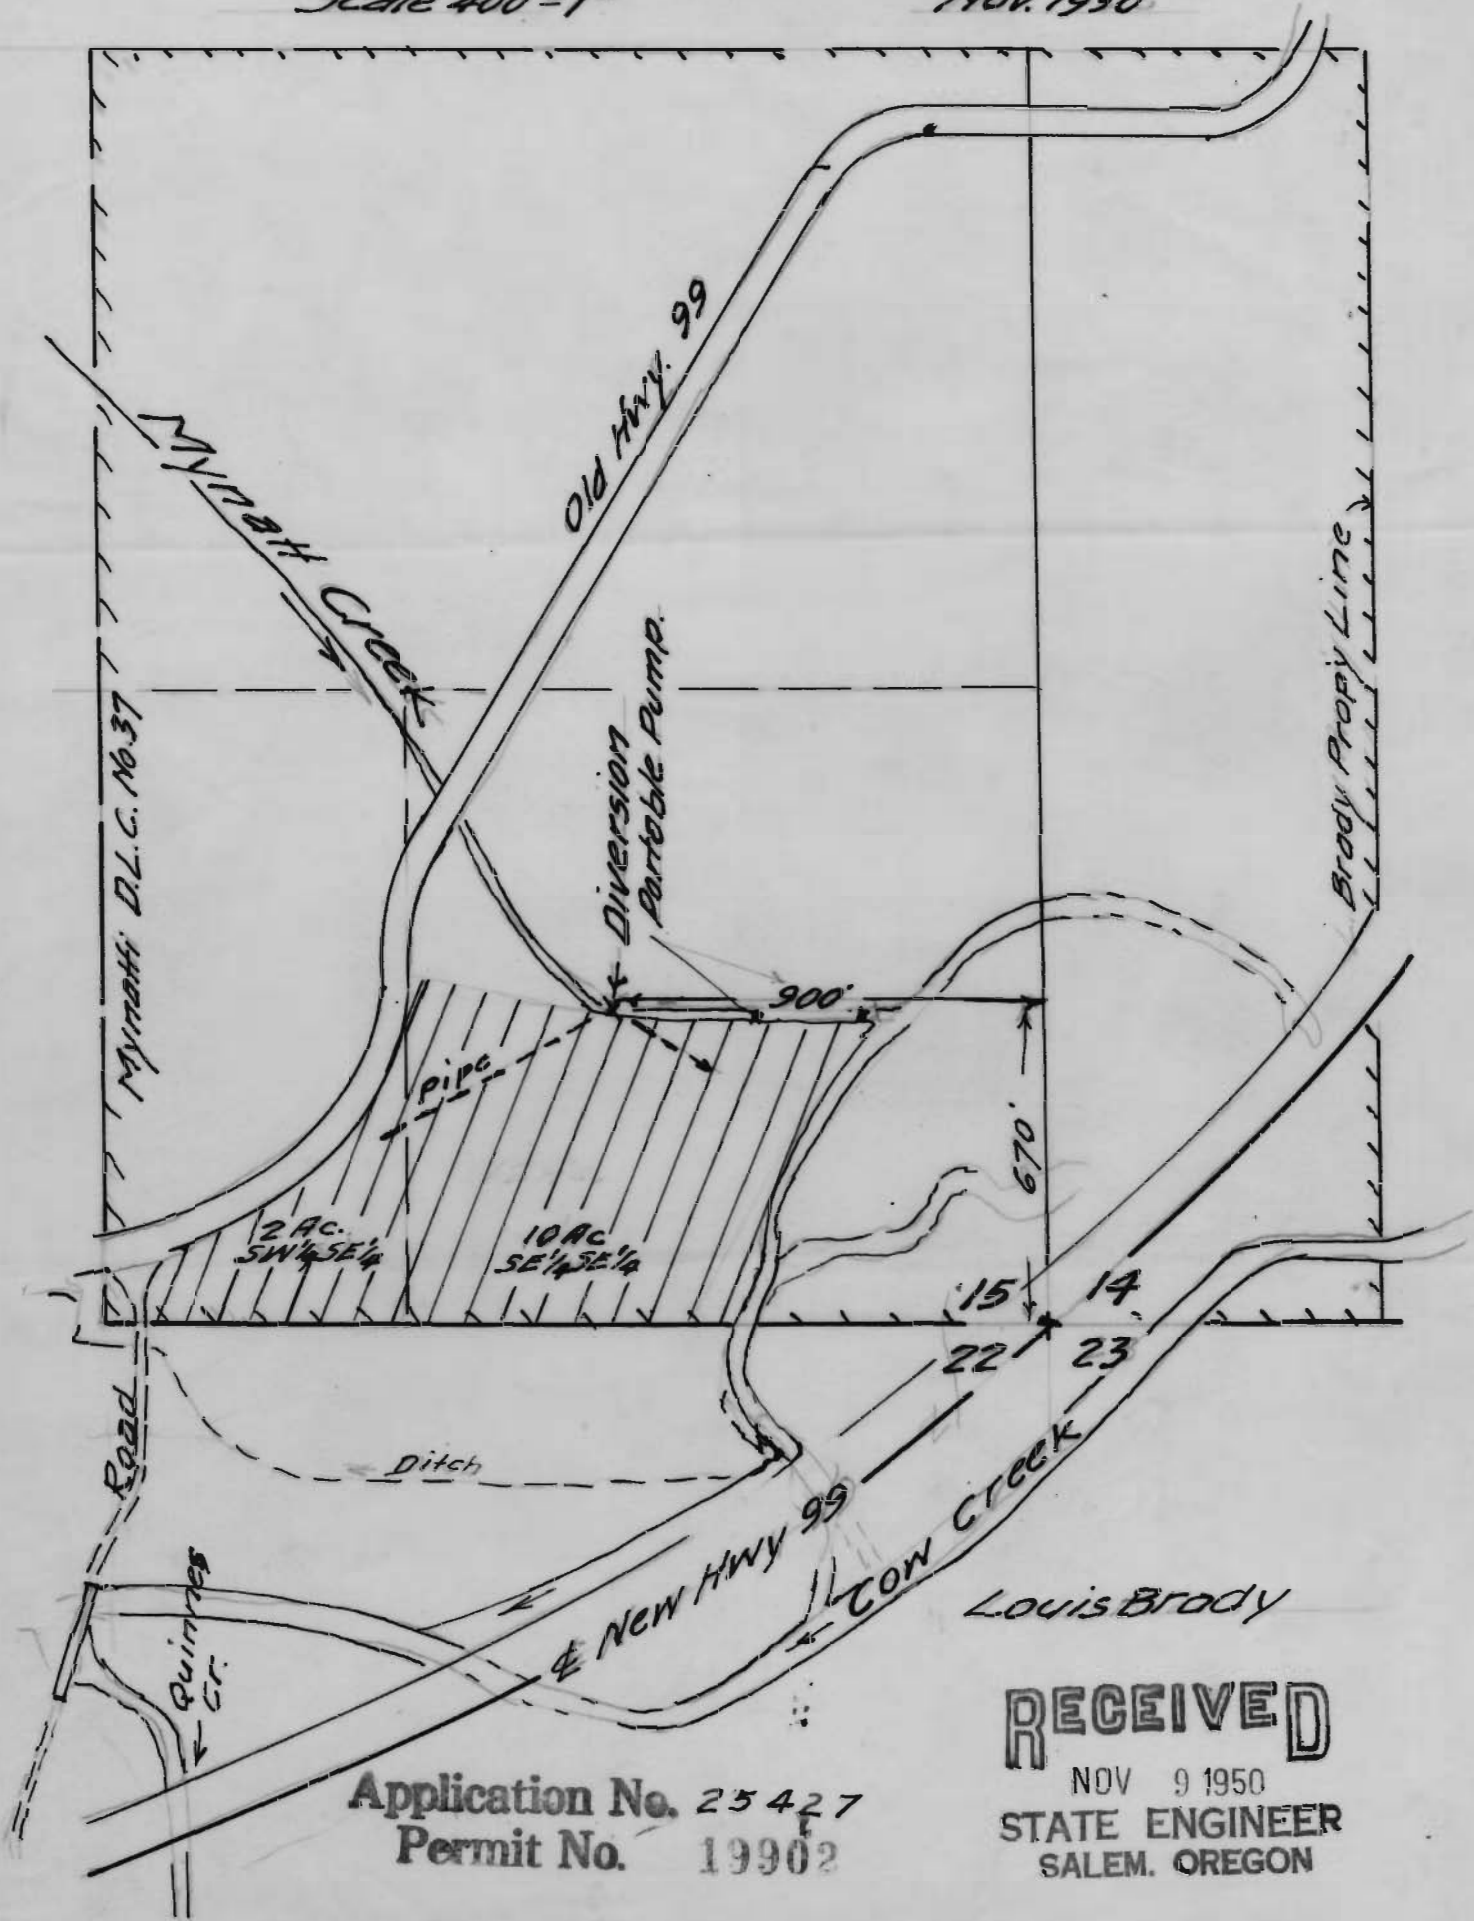 Scale 400'=1"
Nov. 1950
Old Hwy. 99
Mynatt Creek
Mynatt D.L.C. No.37
Diversion
Portable Pump.
Brady Prop'y Line
900'
pipe
670'
2 Ac.
SW¼SE¼
10 Ac
SE¼SE¼
15 14
22 23
Road
Ditch
Cow Creek
℄ New Hwy 99
Quinnes
Cr.
Louis Brady
RECEIVED
NOV 9 1950
STATE ENGINEER
SALEM. OREGON
Application No. 25427
Permit No. 19902